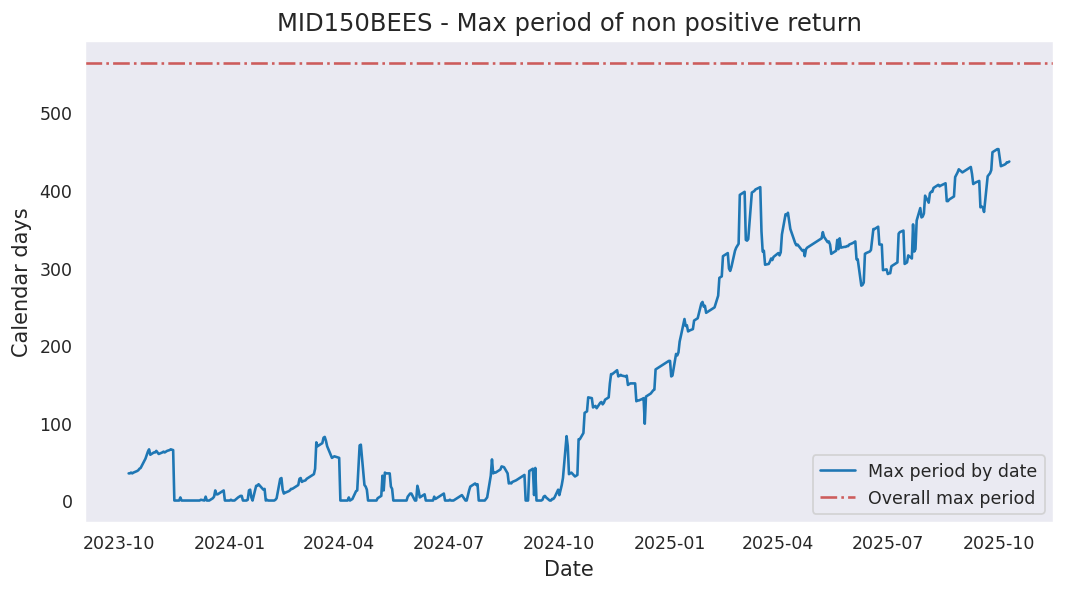 MID150BEES - Max period of non positive return
Calendar days
500
400
300
200
100
0
Max period by date
Overall max period
2023-10 2024-01 2024-04 2024-07 2024-10 2025-01 2025-04 2025-07 2025-10
Date